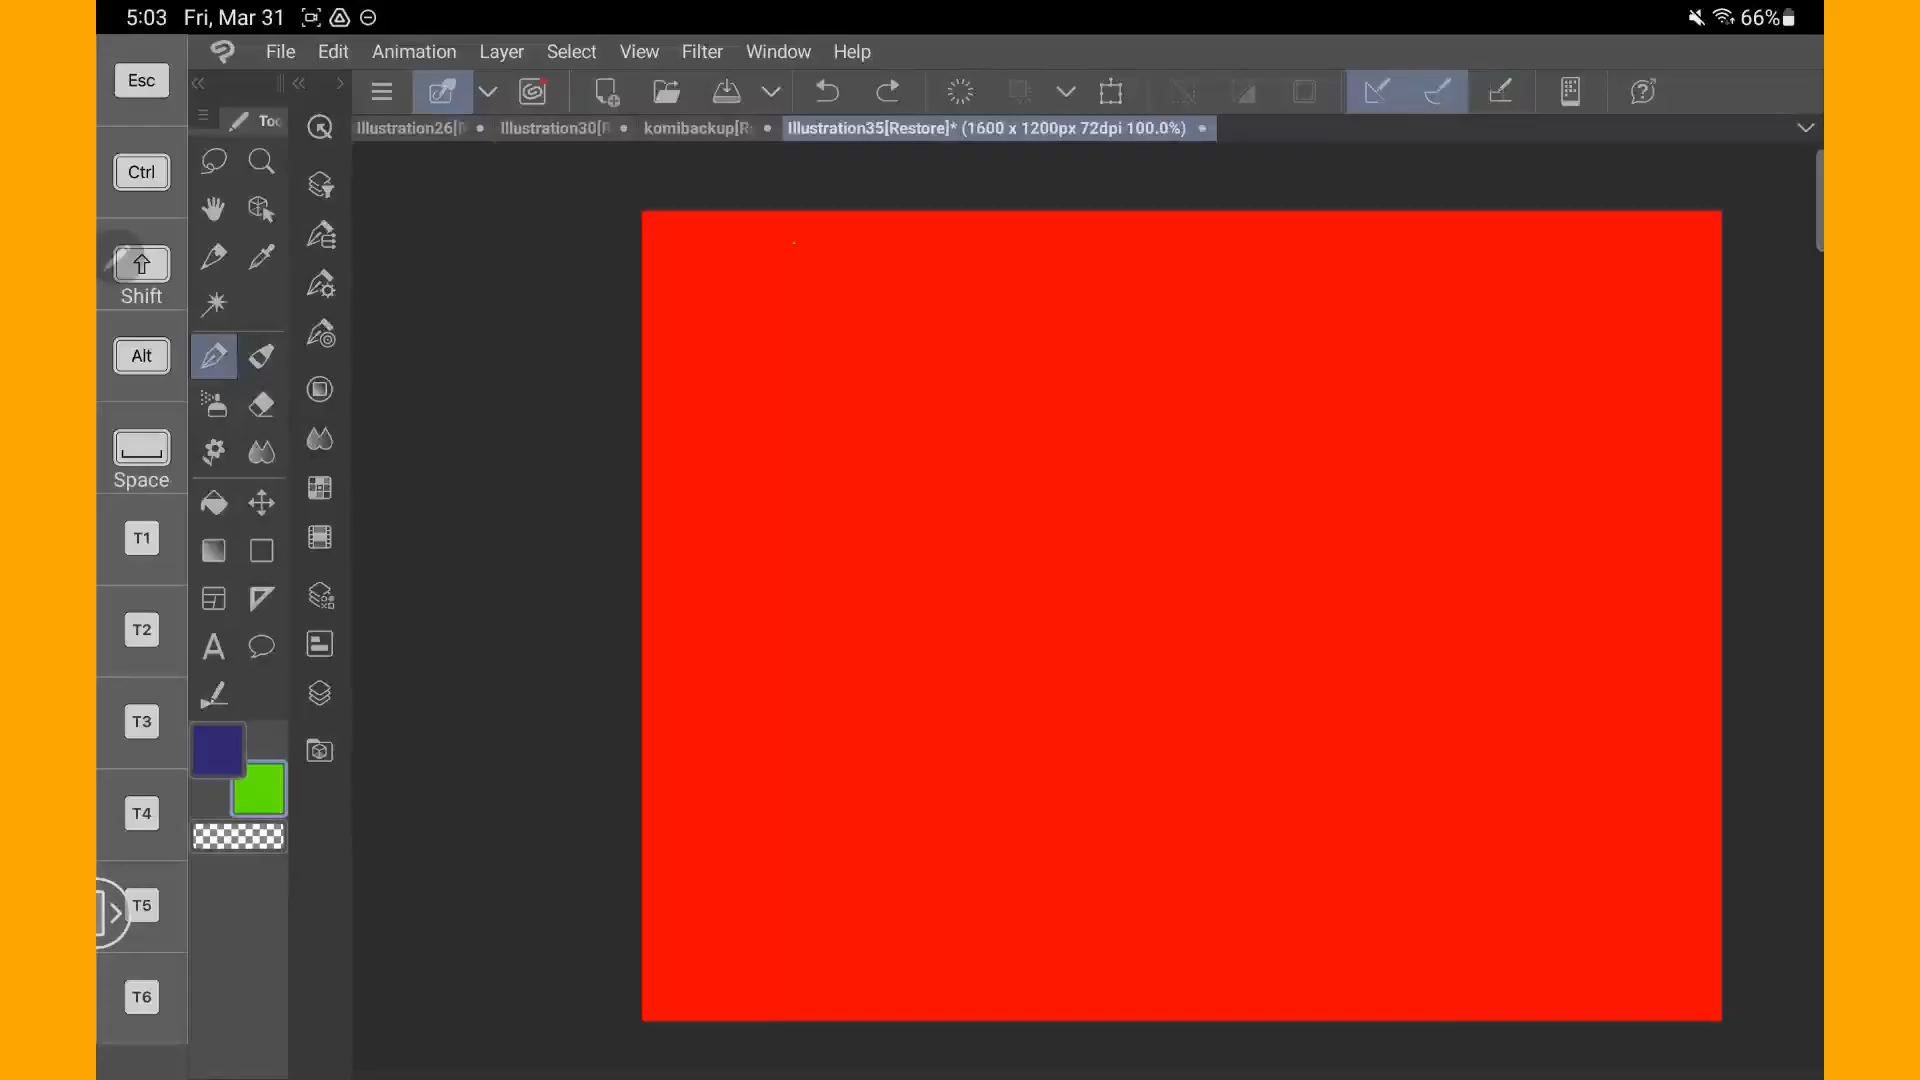 5:03 Fri, Mar 31
66%
File Edit Animation Layer Select View Filter Window Help
Esc
Too
Illustration26[R Illustration30[R komibackup[R Illustration35[Restore]* (1600 x 1200px 72dpi 100.0%)
Ctrl
Shift
Alt
Space
T1
T2
T3
T4
T5
T6